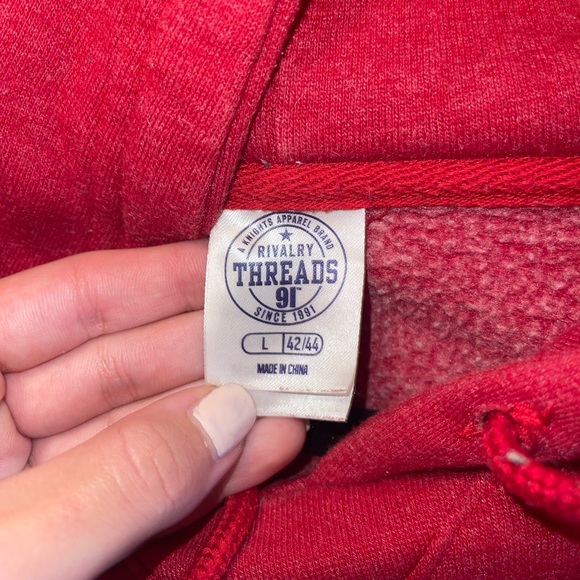 A KNIGHTS APPAREL BRAND
RIVALRY
THREADS
91
SINCE 1991
L 42/44
MADE IN CHINA